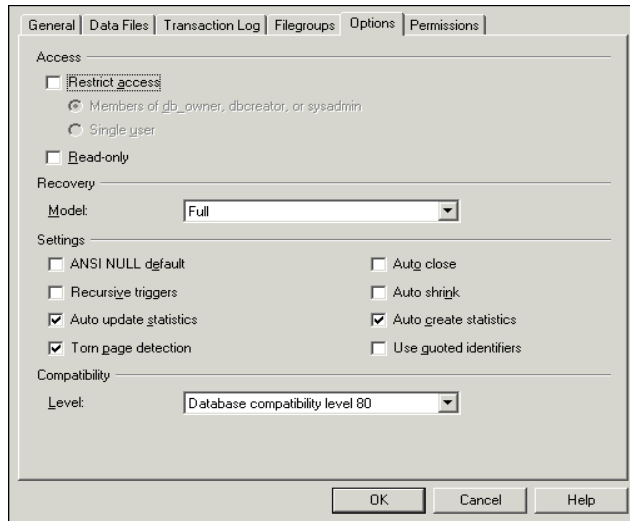 General Data Files Transaction Log Filegroups Options Permissions
Access
Restrict access
Members of db_owner, dbcreator, or sysadmin
Single user
Read-only
Recovery
Model: Full
Settings
ANSI NULL default Auto close
Recursive triggers Auto shrink
Auto update statistics Auto create statistics
Torn page detection Use quoted identifiers
Compatibility
Level: Database compatibility level 80
OK Cancel Help